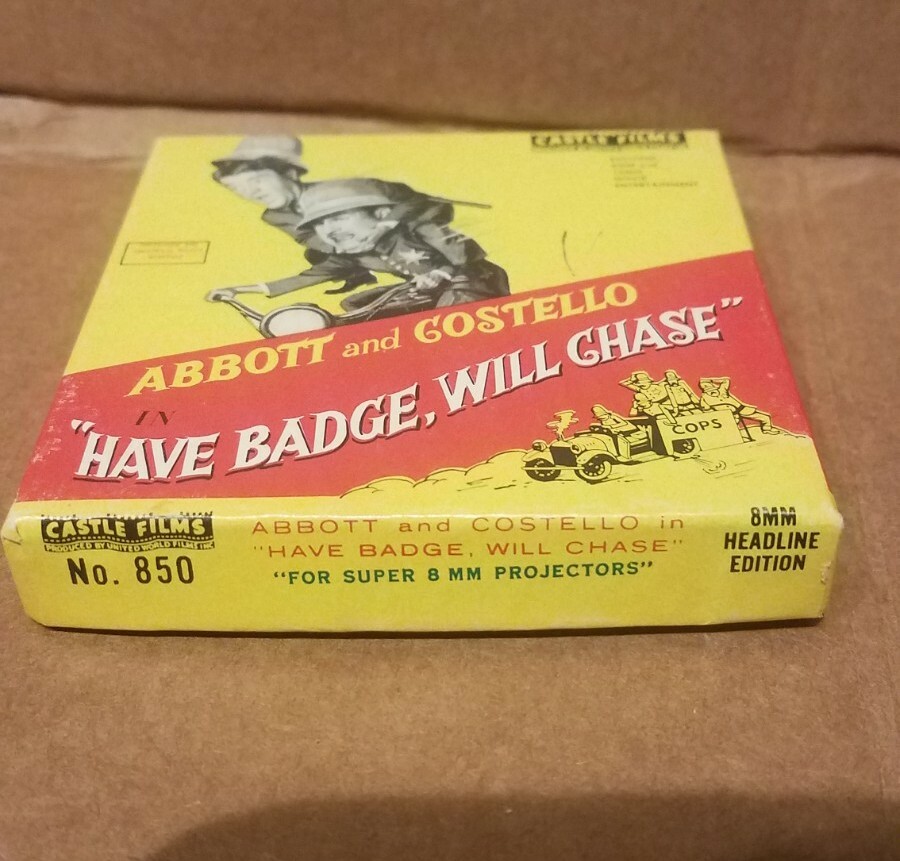 CASTLE FILMS
ABBOTT and COSTELLO
IN
"HAVE BADGE, WILL CHASE"
COPS
CASTLE FILMS
PRODUCED BY UNITED WORLD FILMS INC
No. 850
ABBOTT and COSTELLO in
"HAVE BADGE, WILL CHASE"
"FOR SUPER 8 MM PROJECTORS"
8MM
HEADLINE
EDITION